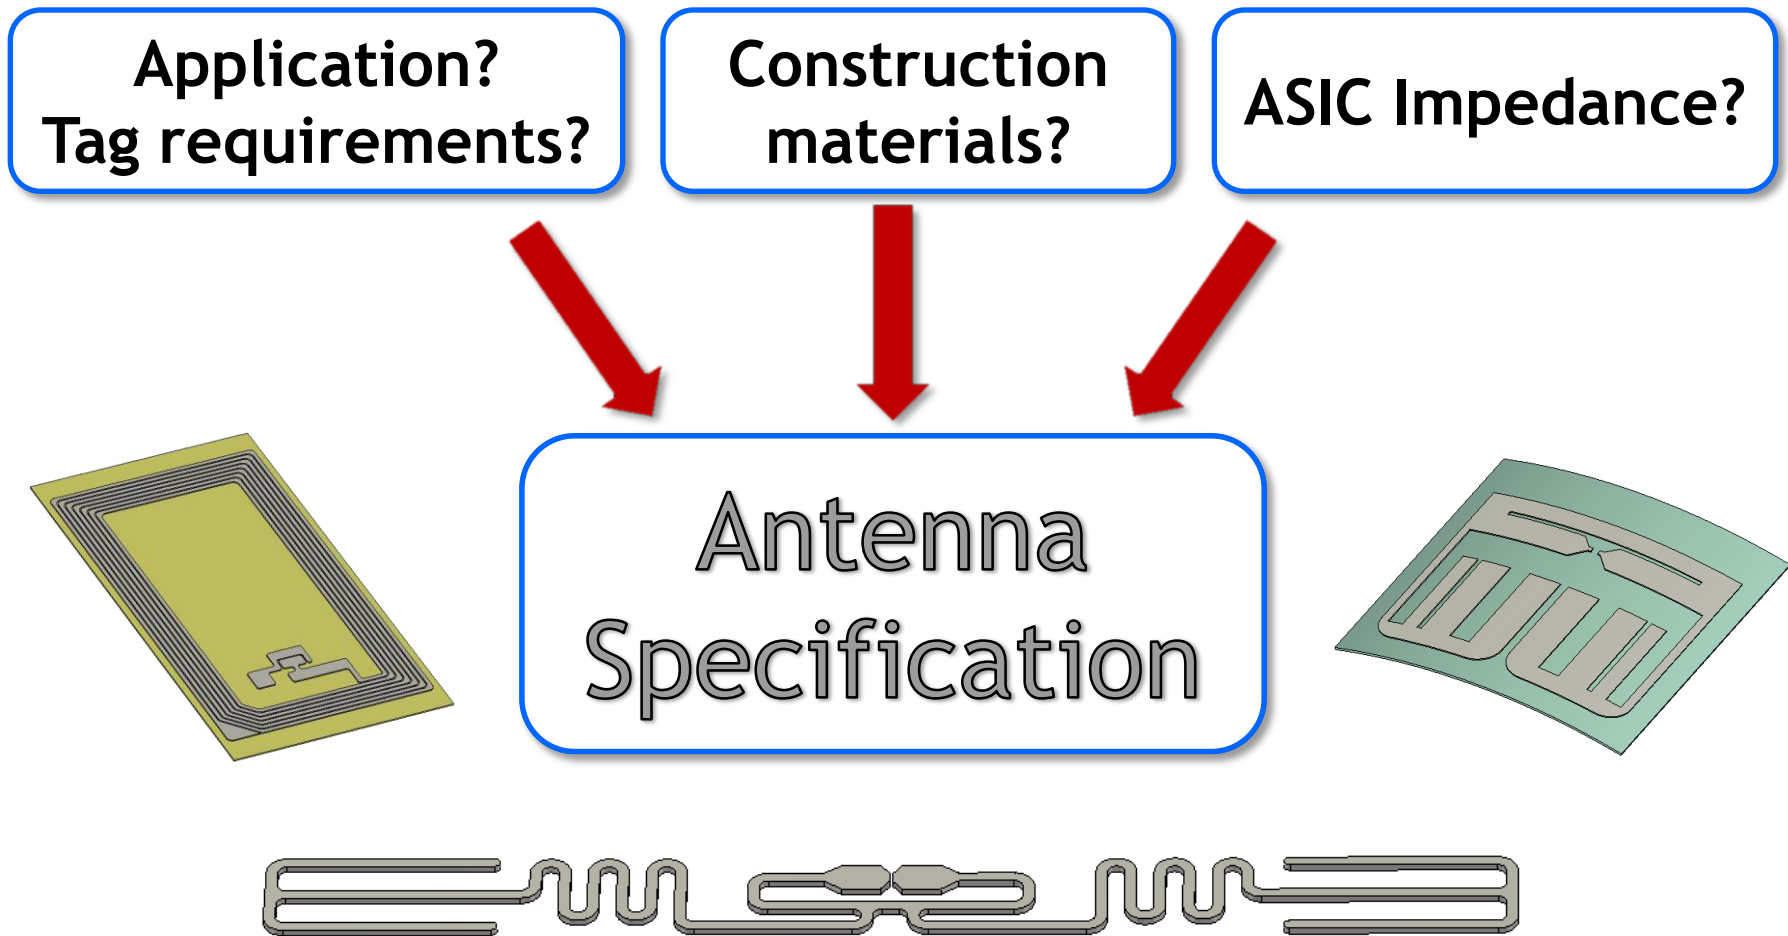 Application?
Tag requirements?
Construction
materials?
ASIC Impedance?
Antenna
Specification